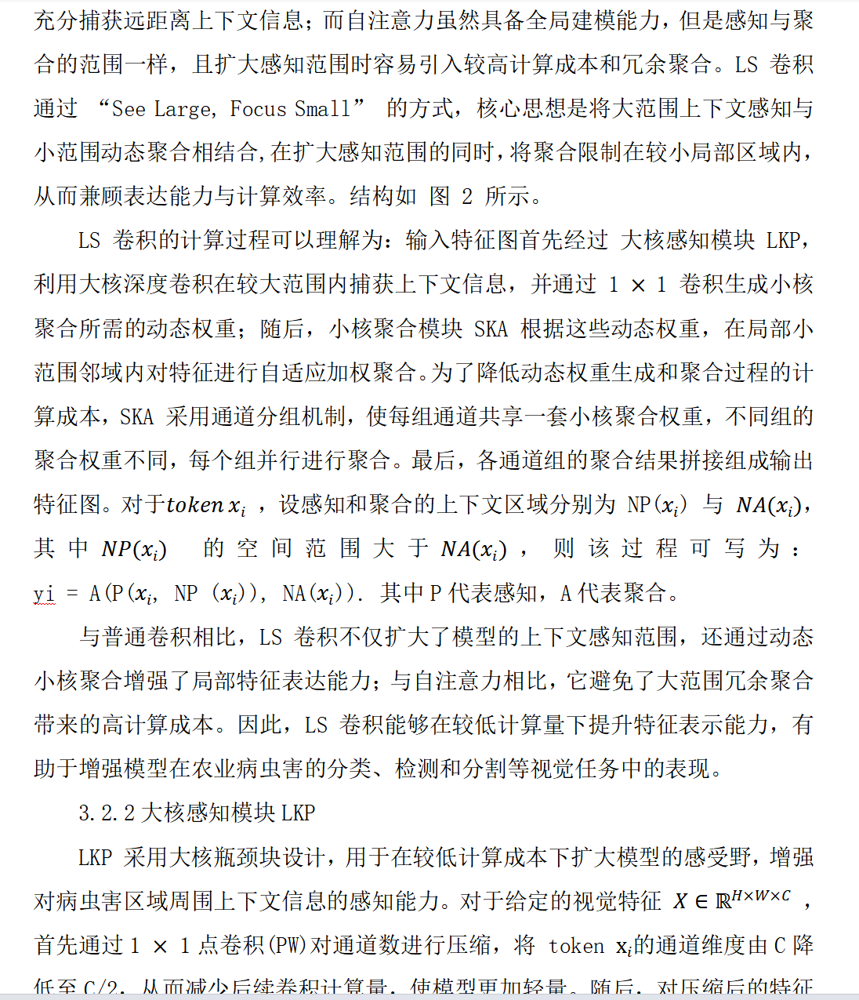 充分捕获远距离上下文信息；而自注意力虽然具备全局建模能力，但是感知与聚
合的范围一样，且扩大感知范围时容易引入较高计算成本和冗余聚合。LS 卷积
通过 “See Large, Focus Small” 的方式，核心思想是将大范围上下文感知与
小范围动态聚合相结合,在扩大感知范围的同时，将聚合限制在较小局部区域内，
从而兼顾表达能力与计算效率。结构如 图 2 所示。
LS 卷积的计算过程可以理解为：输入特征图首先经过 大核感知模块 LKP，
利用大核深度卷积在较大范围内捕获上下文信息，并通过 1 × 1 卷积生成小核
聚合所需的动态权重；随后，小核聚合模块 SKA 根据这些动态权重，在局部小
范围邻域内对特征进行自适应加权聚合。为了降低动态权重生成和聚合过程的计
算成本，SKA 采用通道分组机制，使每组通道共享一套小核聚合权重，不同组的
聚合权重不同，每个组并行进行聚合。最后，各通道组的聚合结果拼接组成输出
特征图。对于token xᵢ ，设感知和聚合的上下文区域分别为 NP(xᵢ) 与 NA(xᵢ)，
其中 NP(xᵢ) 的空间范围大于 NA(xᵢ) ，则该过程可写为：
yi = A(P(xᵢ, NP (xᵢ)), NA(xᵢ)). 其中 P 代表感知，A 代表聚合。
与普通卷积相比，LS 卷积不仅扩大了模型的上下文感知范围，还通过动态
小核聚合增强了局部特征表达能力；与自注意力相比，它避免了大范围冗余聚合
带来的高计算成本。因此，LS 卷积能够在较低计算量下提升特征表示能力，有
助于增强模型在农业病虫害的分类、检测和分割等视觉任务中的表现。
3.2.2 大核感知模块 LKP
LKP 采用大核瓶颈块设计，用于在较低计算成本下扩大模型的感受野，增强
对病虫害区域周围上下文信息的感知能力。对于给定的视觉特征 X ∈ ℝᴴ×ᵂ×ᶜ ，
首先通过 1 × 1 点卷积(PW)对通道数进行压缩，将 token xᵢ的通道维度由 C 降
低至 C/2，从而减少后续卷积计算量，使模型更加轻量。随后，对压缩后的特征